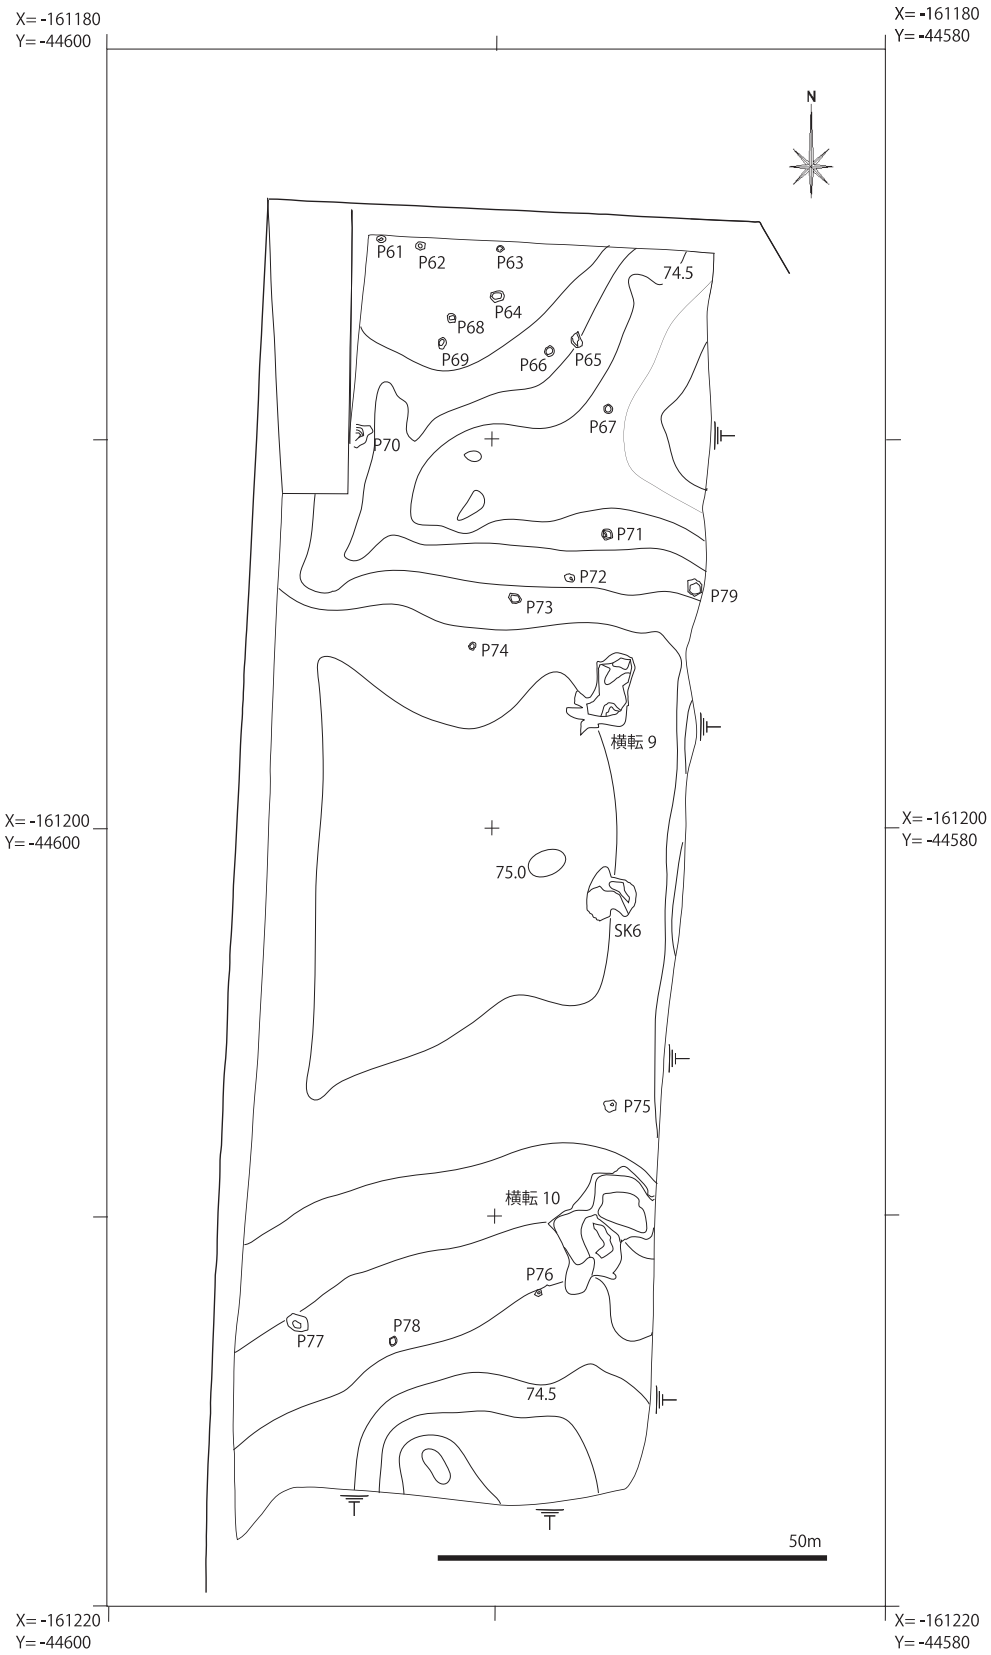 X= -161180
Y= -44600
X= -161180
Y= -44580
N
P61
P62
P63
74.5
P64
P68
P69
P66
P65
P67
P70
P71
P72
P79
P73
P74
横転 9
X= -161200
Y= -44600
X= -161200
Y= -44580
75.0
SK6
P75
横転 10
P76
P77
P78
74.5
50m
X= -161220
Y= -44600
X= -161220
Y= -44580